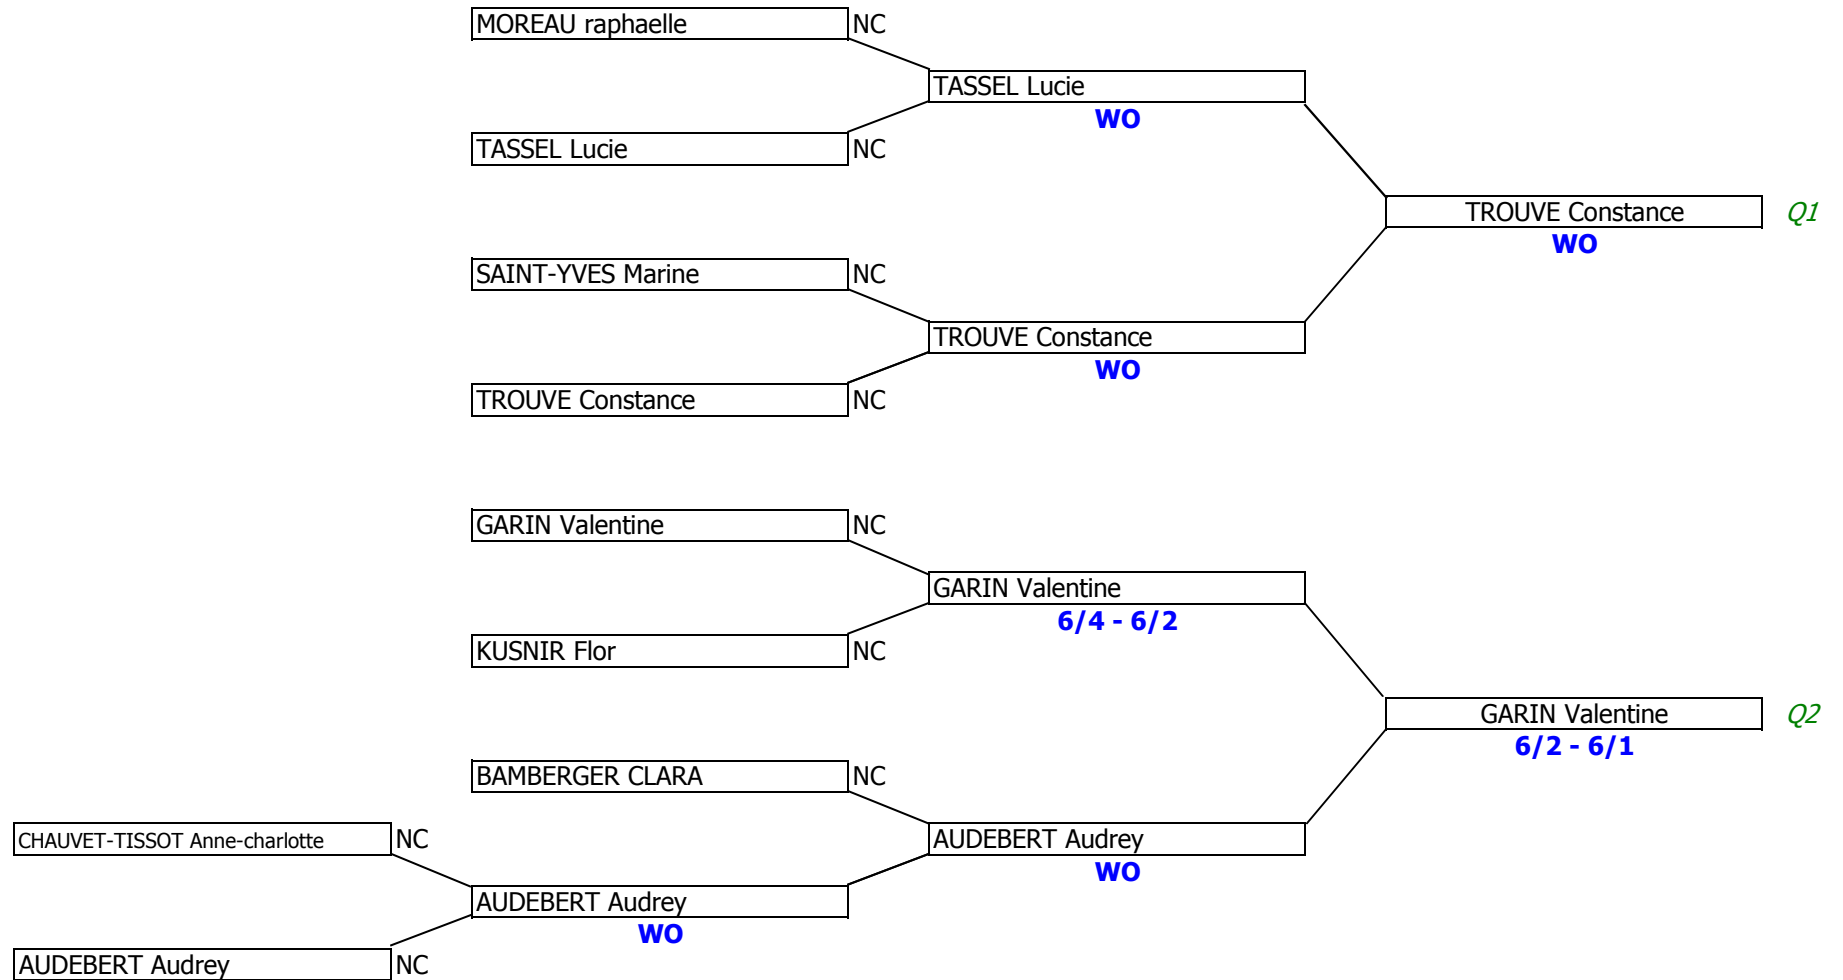 MOREAU raphaelle NC
TASSEL Lucie
WO
TASSEL Lucie NC
TROUVE Constance Q1
WO
SAINT-YVES Marine NC
TROUVE Constance
WO
TROUVE Constance NC
GARIN Valentine NC
GARIN Valentine
6/4 - 6/2
KUSNIR Flor NC
GARIN Valentine Q2
6/2 - 6/1
BAMBERGER CLARA NC
CHAUVET-TISSOT Anne-charlotte NC
AUDEBERT Audrey
WO
AUDEBERT Audrey
WO
AUDEBERT Audrey NC